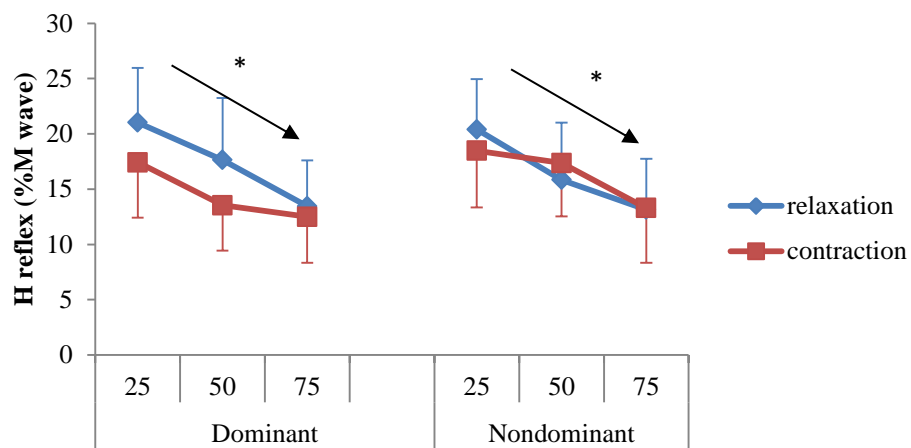 H reflex (%M wave)
30
25
20
15
10
5
0
*
*
25 50 75 25 50 75
Dominant Nondominant
relaxation
contraction